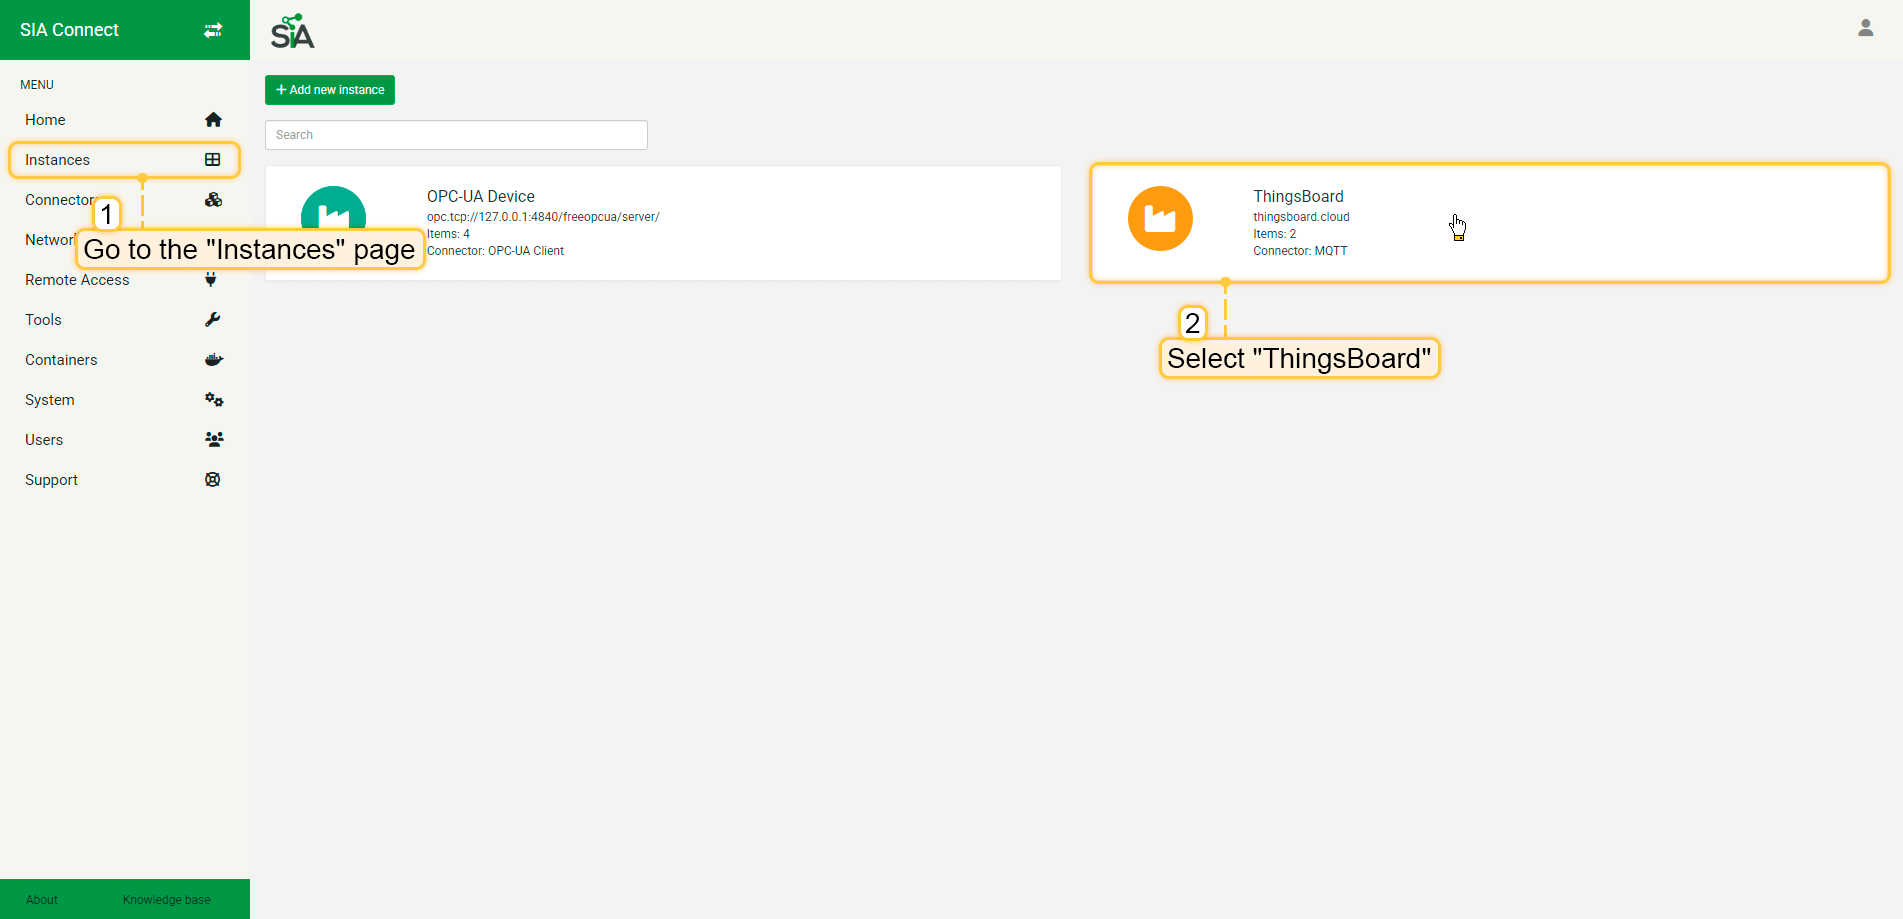 SIA Connect
SiA
MENU
Home
Instances
Connector
1
Networ
Go to the "Instances" page
Remote Access
Tools
Containers
System
Users
Support
About
Knowledge base
+ Add new instance
Search
OPC-UA Device
opc.tcp://127.0.0.1:4840/freeopcua/server/
Items: 4
Connector: OPC-UA Client
ThingsBoard
thingsboard.cloud
Items: 2
Connector: MQTT
2
Select "ThingsBoard"